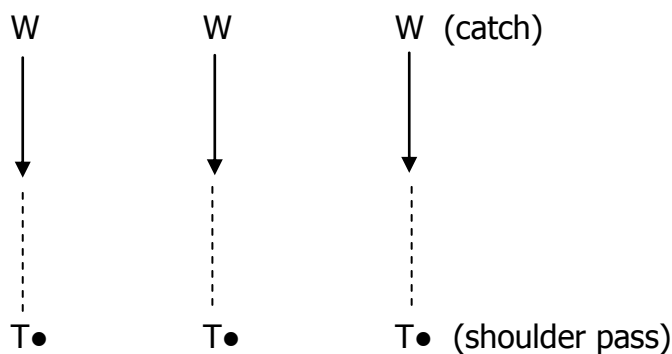 W W W (catch)
T● T● T● (shoulder pass)